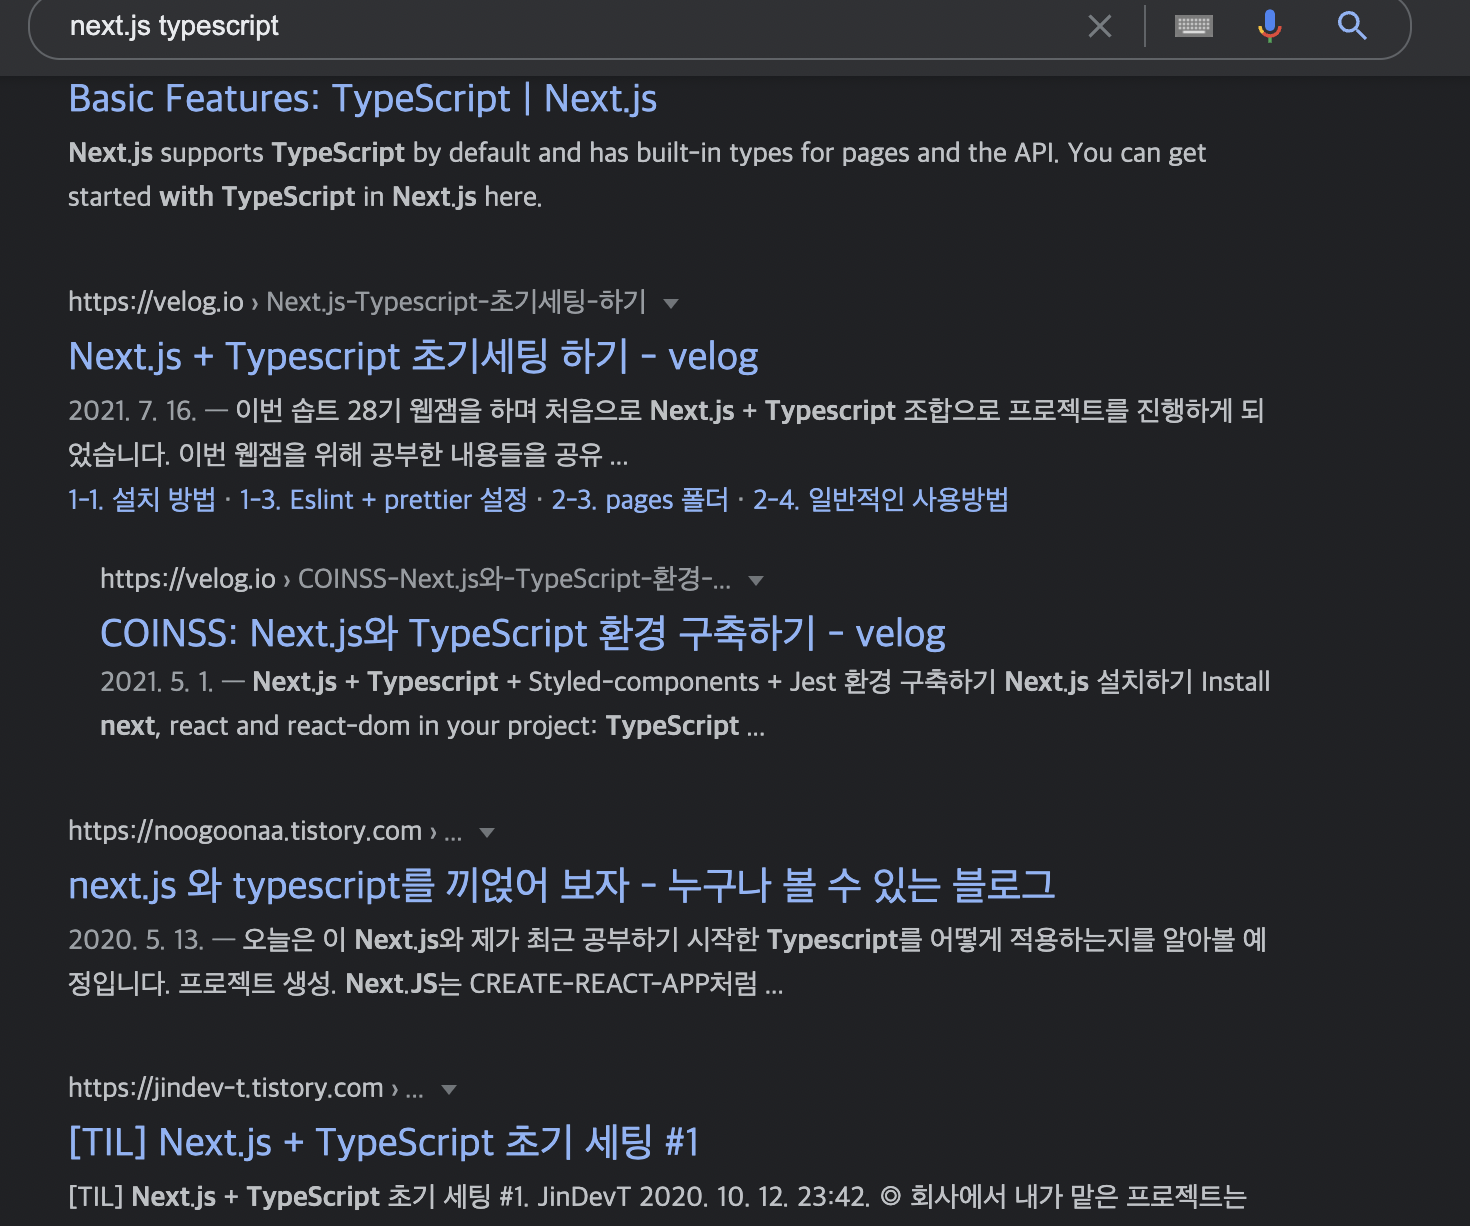 next.js typescript
Basic Features: TypeScript | Next.js
Next.js supports TypeScript by default and has built-in types for pages and the API. You can get
started with TypeScript in Next.js here.
https://velog.io › Next.js-Typescript-초기세팅-하기
Next.js + Typescript 초기세팅 하기 - velog
2021. 7. 16. — 이번 솝트 28기 웹잼을 하며 처음으로 Next.js + Typescript 조합으로 프로젝트를 진행하게 되
었습니다. 이번 웹잼을 위해 공부한 내용들을 공유 ...
1-1. 설치 방법 · 1-3. Eslint + prettier 설정 · 2-3. pages 폴더 · 2-4. 일반적인 사용방법
https://velog.io › COINSS-Next.js와-TypeScript-환경-...
COINSS: Next.js와 TypeScript 환경 구축하기 - velog
2021. 5. 1. — Next.js + Typescript + Styled-components + Jest 환경 구축하기 Next.js 설치하기 Install
next, react and react-dom in your project: TypeScript ...
https://noogoonaa.tistory.com › ...
next.js 와 typescript를 끼얹어 보자 - 누구나 볼 수 있는 블로그
2020. 5. 13. — 오늘은 이 Next.js와 제가 최근 공부하기 시작한 Typescript를 어떻게 적용하는지를 알아볼 예
정입니다. 프로젝트 생성. Next.JS는 CREATE-REACT-APP처럼 ...
https://jindev-t.tistory.com › ...
[TIL] Next.js + TypeScript 초기 세팅 #1
[TIL] Next.js + TypeScript 초기 세팅 #1. JinDevT 2020. 10. 12. 23:42. ◎ 회사에서 내가 맡은 프로젝트는